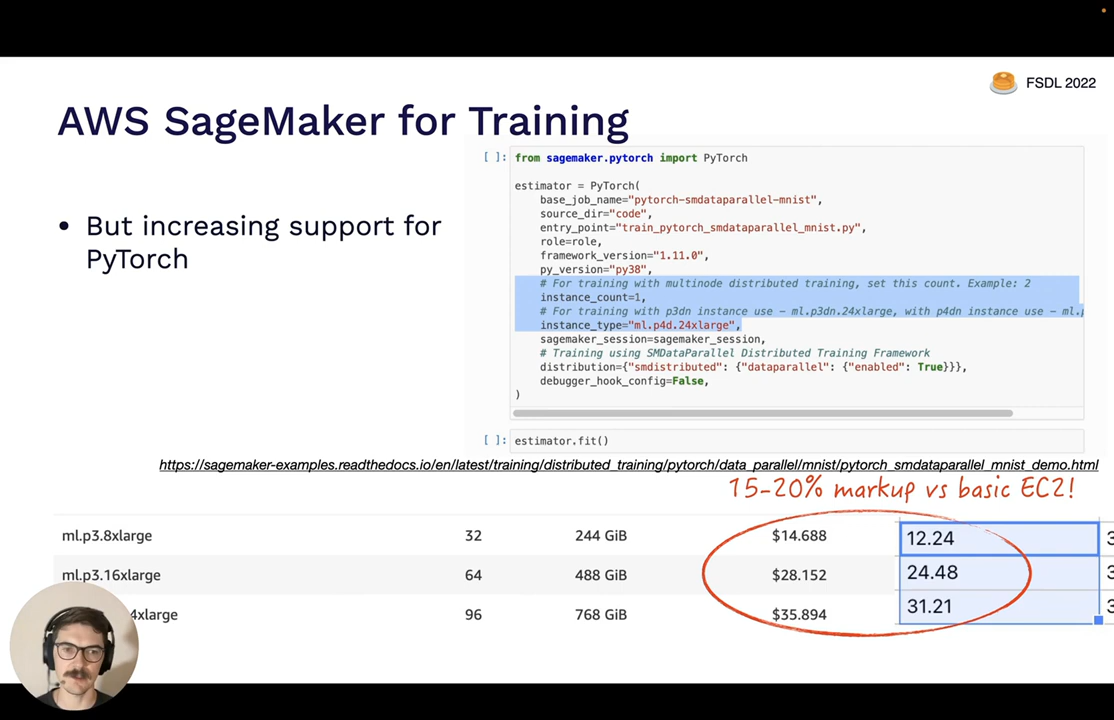 FSDL 2022
AWS SageMaker for Training
• But increasing support for
PyTorch
[ ]: from sagemaker.pytorch import PyTorch
estimator = PyTorch(
base_job_name="pytorch-smdataparallel-mnist",
source_dir="code",
entry_point="train_pytorch_smdataparallel_mnist.py",
role=role,
framework_version="1.11.0",
py_version="py38",
# For training with multinode distributed training, set this count. Example: 2
instance_count=1,
# For training with p3dn instance use - ml.p3dn.24xlarge, with p4dn instance use - ml.
instance_type="ml.p4d.24xlarge",
sagemaker_session=sagemaker_session,
# Training using SMDataParallel Distributed Training Framework
distribution={"smdistributed": {"dataparallel": {"enabled": True}}},
debugger_hook_config=False,
)
[ ]: estimator.fit()
https://sagemaker-examples.readthedocs.io/en/latest/training/distributed_training/pytorch/data_parallel/mnist/pytorch_smdataparallel_mnist_demo.html
15-20% markup vs basic EC2!
ml.p3.8xlarge 32 244 GiB $14.688 12.24
ml.p3.16xlarge 64 488 GiB $28.152 24.48
4xlarge 96 768 GiB $35.894 31.21